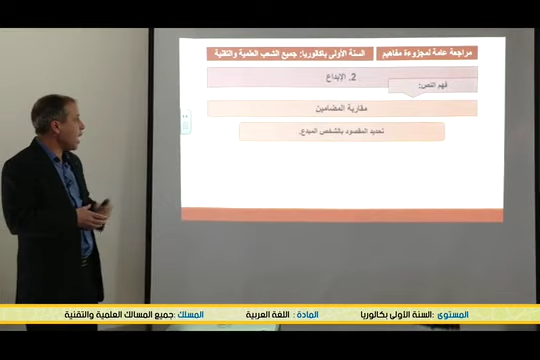 مراجعة عامة لمجزوءة مفاهيم
السنة الأولى باكالوريا: جميع الشعب العلمية والتقنية
2. الإبداع
فهم النص:
مقاربة المضامين
تحديد المقصود بالشخص المبدع.
المستوى :السنة الأولى بكالوريا
المادة : اللغة العربية
المسلك :جميع المسالك العلمية والتقنية